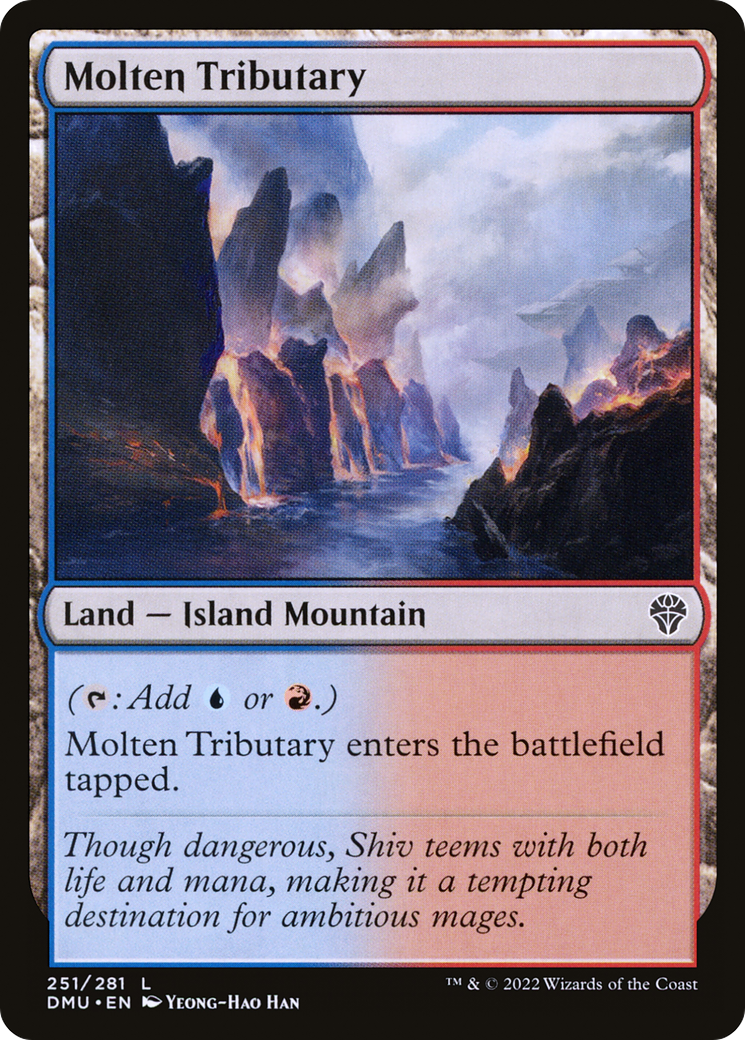 Molten Tributary
Land — Island Mountain
(: Add or .)
Molten Tributary enters the battlefield
tapped.
Though dangerous, Shiv teems with both
life and mana, making it a tempting
destination for ambitious mages.
251/281 L
DMU • EN Yeong-Hao Han
™ & © 2022 Wizards of the Coast